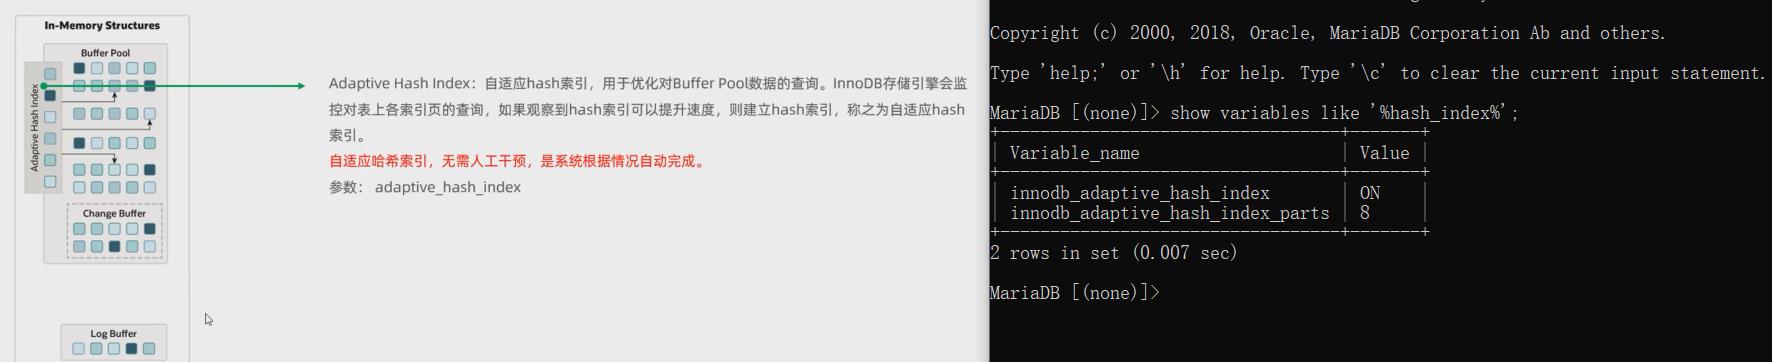 In-Memory Structures
Buffer Pool
Adaptive Hash Index
Change Buffer
Log Buffer
Adaptive Hash Index：自适应hash索引，用于优化对Buffer Pool数据的查询。InnoDB存储引擎会监
控对表上各索引页的查询，如果观察到hash索引可以提升速度，则建立hash索引，称之为自适应hash
索引。
自适应哈希索引，无需人工干预，是系统根据情况自动完成。
参数： adaptive_hash_index
Copyright (c) 2000, 2018, Oracle, MariaDB Corporation Ab and others.
Type 'help;' or '\h' for help. Type '\c' to clear the current input statement.
MariaDB [(none)]> show variables like '%hash_index%';
+----------------------------------+-------+
| Variable_name                    | Value |
+----------------------------------+-------+
| innodb_adaptive_hash_index       | ON    |
| innodb_adaptive_hash_index_parts | 8     |
+----------------------------------+-------+
2 rows in set (0.007 sec)
MariaDB [(none)]>